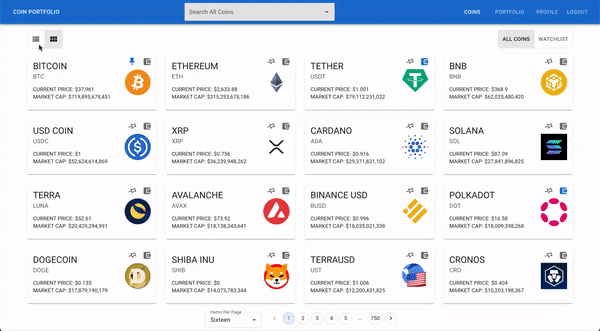 COIN PORTFOLIO
Search All Coins
COINS
PORTFOLIO
PROFILE
LOGOUT
ALL COINS
WATCHLIST
BITCOIN
BTC
CURRENT PRICE: $37,961
MARKET CAP: $719,895,678,451
ETHEREUM
ETH
CURRENT PRICE: $2,633.88
MARKET CAP: $315,253,678,186
TETHER
USDT
CURRENT PRICE: $1.001
MARKET CAP: $79,112,231,022
BNB
BNB
CURRENT PRICE: $368.9
MARKET CAP: $62,025,480,420
USD COIN
USDC
CURRENT PRICE: $1
MARKET CAP: $52,624,614,869
XRP
XRP
CURRENT PRICE: $0.756
MARKET CAP: $36,239,948,262
CARDANO
ADA
CURRENT PRICE: $0.916
MARKET CAP: $29,371,821,102
SOLANA
SOL
CURRENT PRICE: $87.09
MARKET CAP: $27,841,896,825
TERRA
LUNA
CURRENT PRICE: $52.61
MARKET CAP: $20,429,294,991
AVALANCHE
AVAX
CURRENT PRICE: $73.92
MARKET CAP: $18,138,343,641
BINANCE USD
BUSD
CURRENT PRICE: $0.996
MARKET CAP: $18,035,021,338
POLKADOT
DOT
CURRENT PRICE: $16.58
MARKET CAP: $18,009,398,268
DOGECOIN
DOGE
CURRENT PRICE: $0.135
MARKET CAP: $17,879,190,179
SHIBA INU
SHIB
CURRENT PRICE: $0
MARKET CAP: $14,073,783,344
TERRAUSD
UST
CURRENT PRICE: $1.006
MARKET CAP: $12,200,431,825
CRONOS
CRO
CURRENT PRICE: $0.404
MARKET CAP: $10,203,198,367
Items Per Page
Sixteen
1 2 3 4 5 ... 750